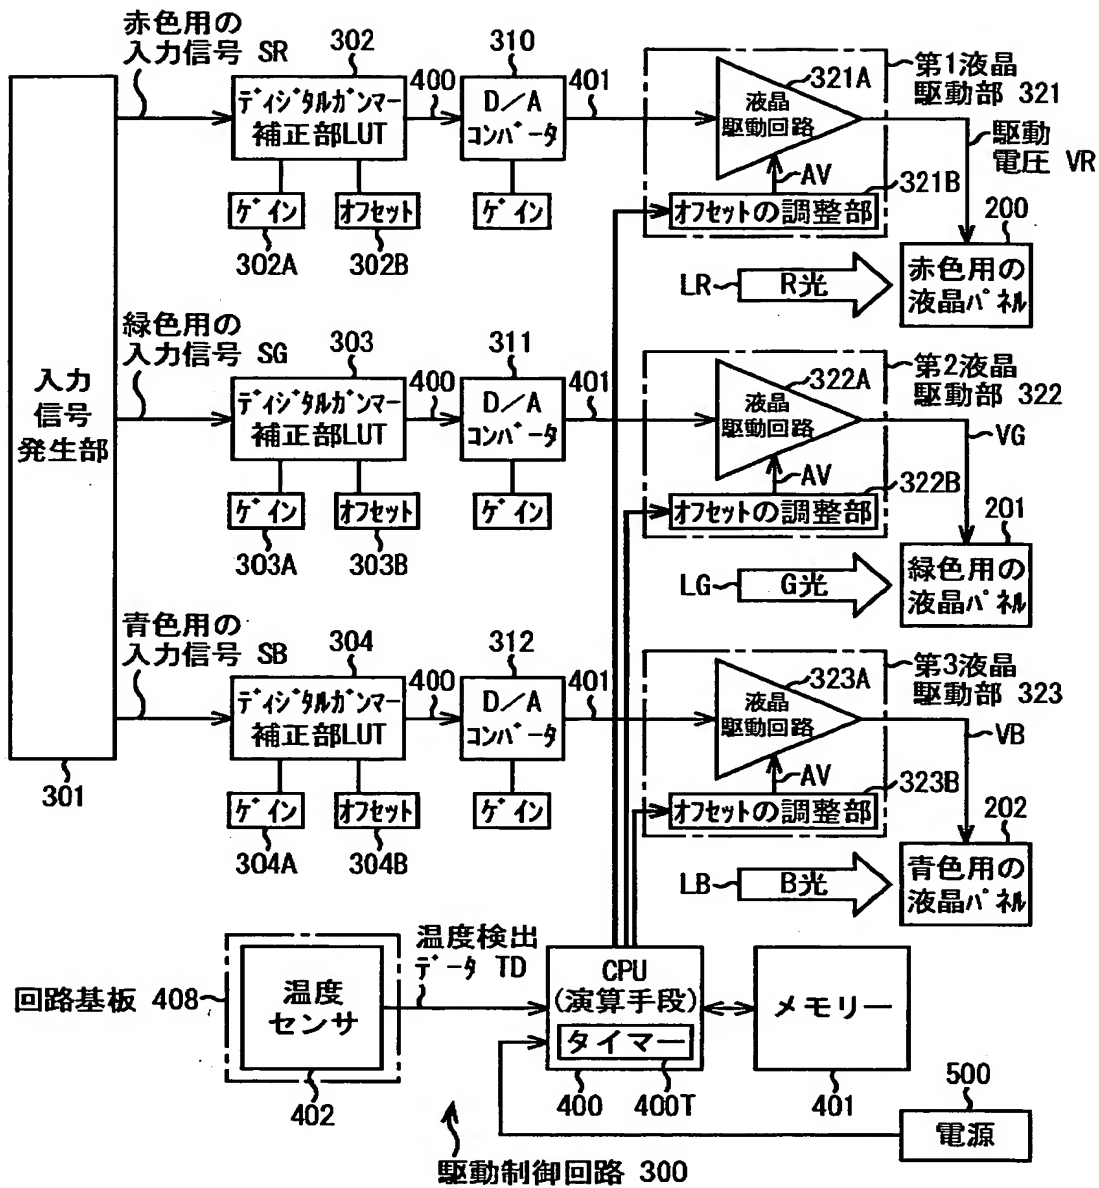 赤色用の
入力信号 SR
302
310
400
401
ﾃﾞｨｼﾞﾀﾙｶﾞﾝﾏｰ
補正部LUT
D/A
ｺﾝﾊﾞｰﾀ
321A
液晶
駆動回路
第1液晶
駆動部 321
駆動
電圧 VR
AV
321B
ｹﾞｲﾝ
ｵﾌｾｯﾄ
ｹﾞｲﾝ
ｵﾌｾｯﾄの調整部
200
302A
302B
LR
R光
赤色用の
液晶ﾊﾟﾈﾙ
緑色用の
入力信号 SG
303
311
400
401
入力
信号
発生部
ﾃﾞｨｼﾞﾀﾙｶﾞﾝﾏｰ
補正部LUT
D/A
ｺﾝﾊﾞｰﾀ
322A
液晶
駆動回路
第2液晶
駆動部 322
VG
AV
322B
ｹﾞｲﾝ
ｵﾌｾｯﾄ
ｹﾞｲﾝ
ｵﾌｾｯﾄの調整部
201
303A
303B
LG
G光
緑色用の
液晶ﾊﾟﾈﾙ
青色用の
入力信号 SB
304
312
400
401
ﾃﾞｨｼﾞﾀﾙｶﾞﾝﾏｰ
補正部LUT
D/A
ｺﾝﾊﾞｰﾀ
323A
液晶
駆動回路
第3液晶
駆動部 323
VB
AV
323B
301
ｹﾞｲﾝ
ｵﾌｾｯﾄ
ｹﾞｲﾝ
ｵﾌｾｯﾄの調整部
202
304A
304B
LB
B光
青色用の
液晶ﾊﾟﾈﾙ
温度検出
ﾃﾞｰﾀ TD
回路基板 408
温度
センサ
402
CPU
(演算手段)
タイマー
400
400T
メモリー
401
500
電源
駆動制御回路 300